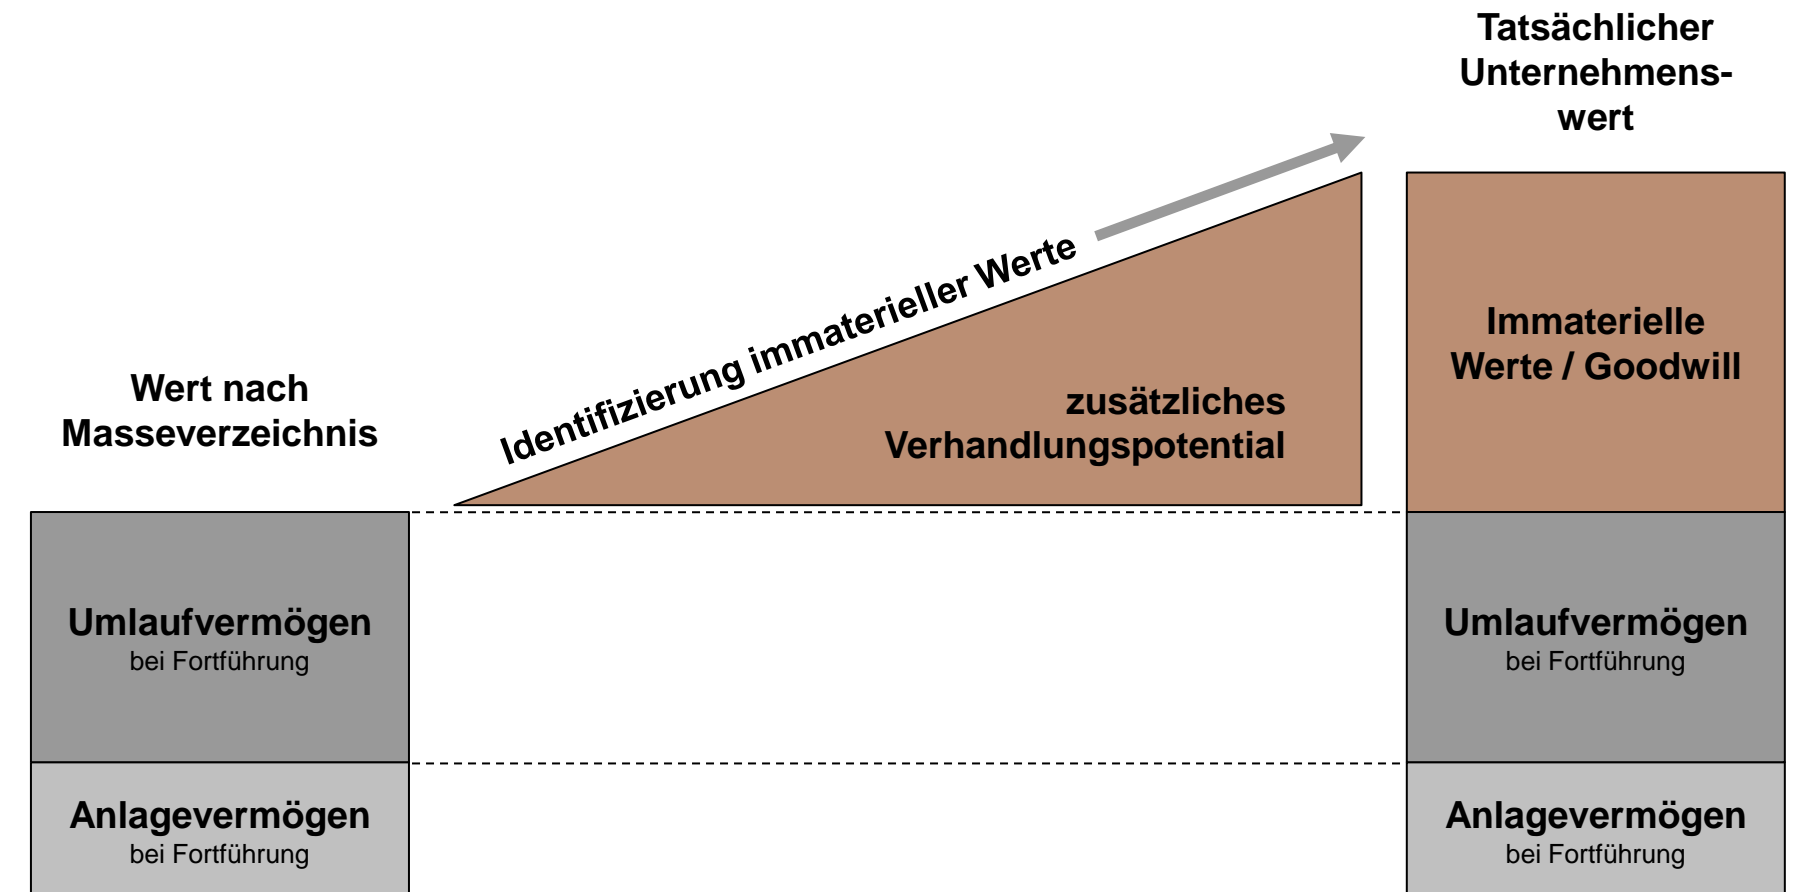 Tatsächlicher
Unternehmens-
wert
Identifizierung immaterieller Werte
Immaterielle
Werte / Goodwill
Wert nach
Masseverzeichnis
zusätzliches
Verhandlungspotential
Umlaufvermögen
bei Fortführung
Umlaufvermögen
bei Fortführung
Anlagevermögen
bei Fortführung
Anlagevermögen
bei Fortführung